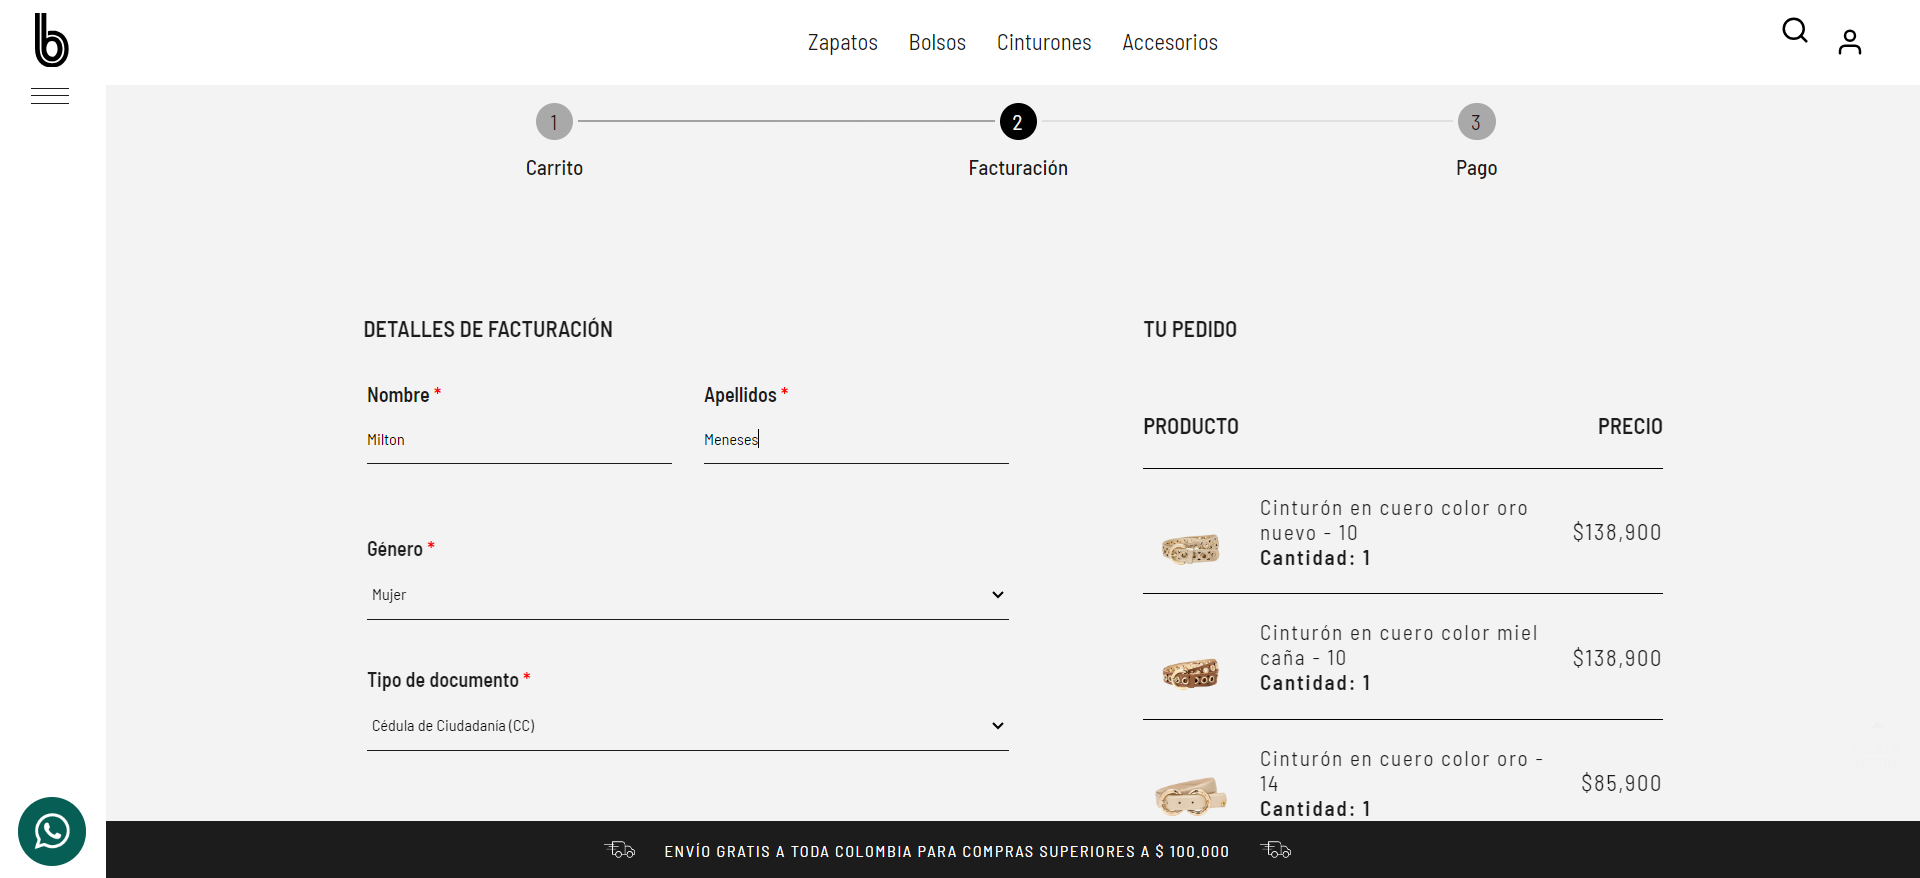 b
Zapatos Bolsos Cinturones Accesorios
1 2 3
Carrito Facturación Pago
DETALLES DE FACTURACIÓN
Nombre * Apellidos *
Milton Meneses
Género *
Mujer
Tipo de documento *
Cédula de Ciudadanía (CC)
TU PEDIDO
PRODUCTO PRECIO
Cinturón en cuero color oro
nuevo - 10
Cantidad: 1
$138,900
Cinturón en cuero color miel
caña - 10
Cantidad: 1
$138,900
Cinturón en cuero color oro -
14
Cantidad: 1
$85,900
ENVÍO GRATIS A TODA COLOMBIA PARA COMPRAS SUPERIORES A $ 100.000